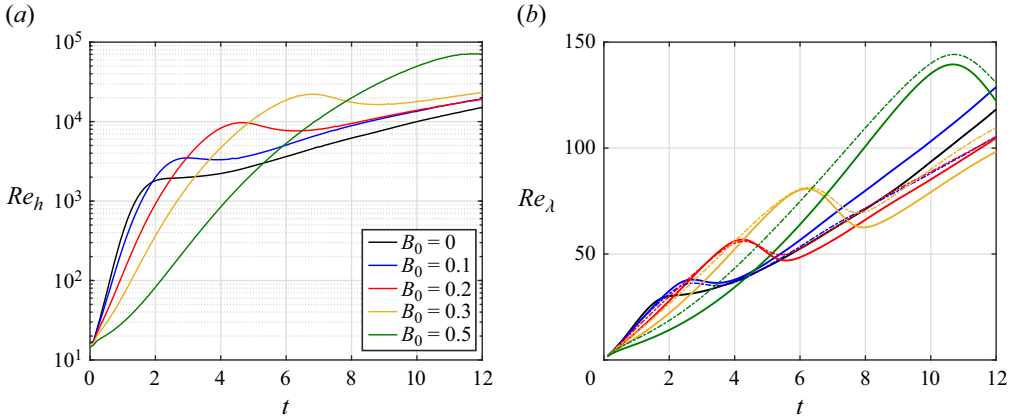 (a)
10^5
10^4
10^3
10^2
10^1
Re_h
B_0 = 0
B_0 = 0.1
B_0 = 0.2
B_0 = 0.3
B_0 = 0.5
0 2 4 6 8 10 12
t
(b)
150
100
50
Re_λ
0 2 4 6 8 10 12
t